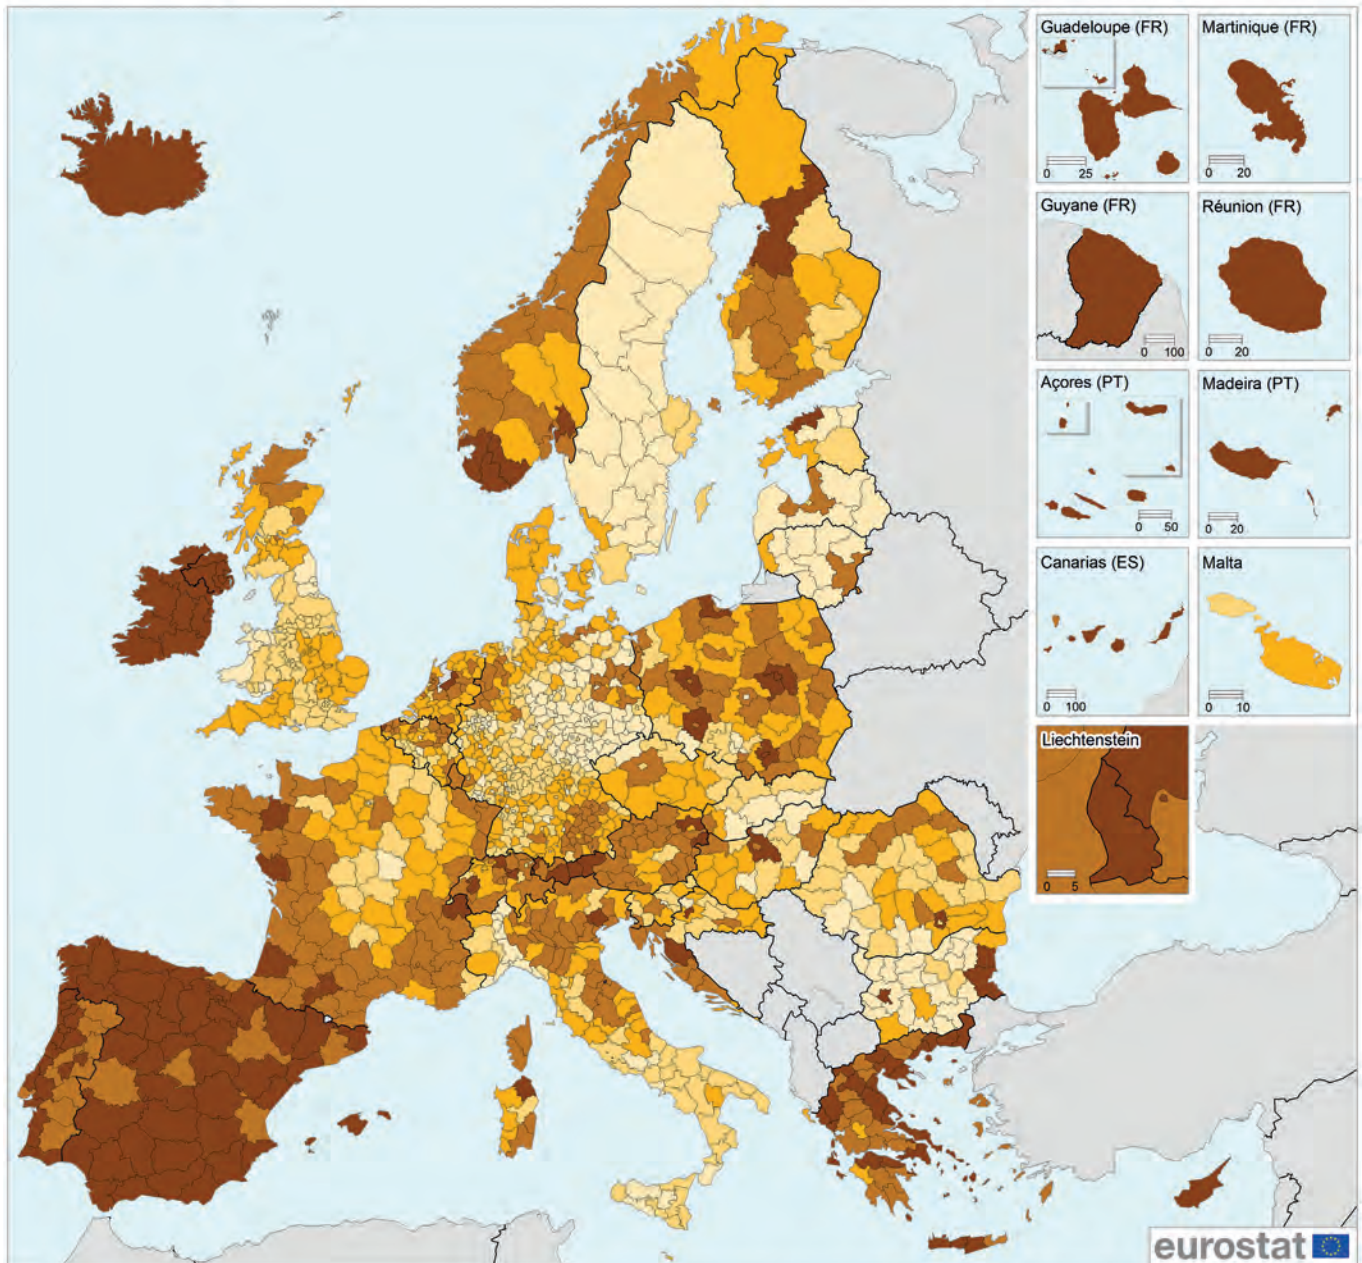 Guadeloupe (FR)
0 25
Martinique (FR)
0 20
Guyane (FR)
0 100
Réunion (FR)
0 20
Açores (PT)
0 50
Madeira (PT)
0 20
Canarias (ES)
0 100
Malta
0 10
Liechtenstein
0 5
eurostat